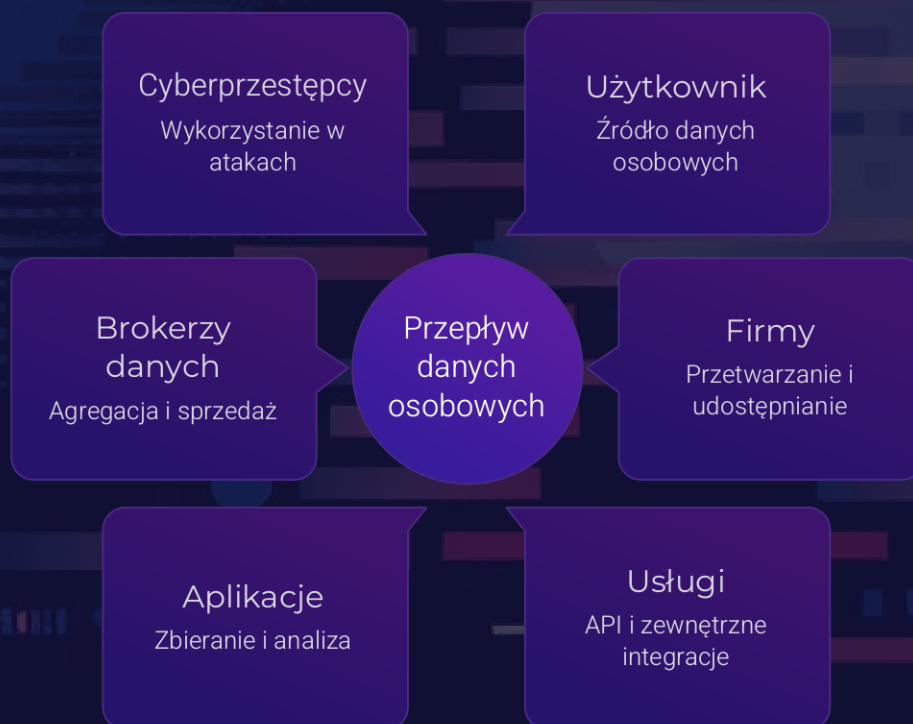 Cyberprzestępcy
Wykorzystanie w
atakach
Użytkownik
Źródło danych
osobowych
Brokerzy
danych
Agregacja i sprzedaż
Przepływ
danych
osobowych
Firmy
Przetwarzanie i
udostępnianie
Aplikacje
Zbieranie i analiza
Usługi
API i zewnętrzne
integracje